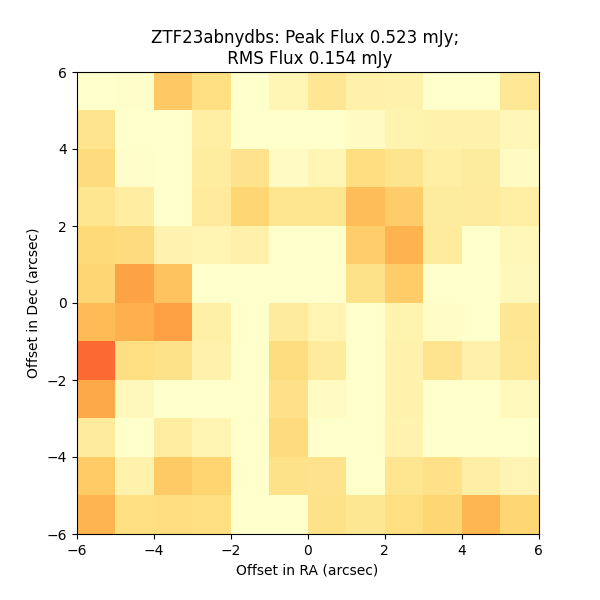 ZTF23abnydbs: Peak Flux 0.523 mJy;
RMS Flux 0.154 mJy
6
4
2
0
−2
−4
−6
Offset in Dec (arcsec)
−6 −4 −2 0 2 4 6
Offset in RA (arcsec)